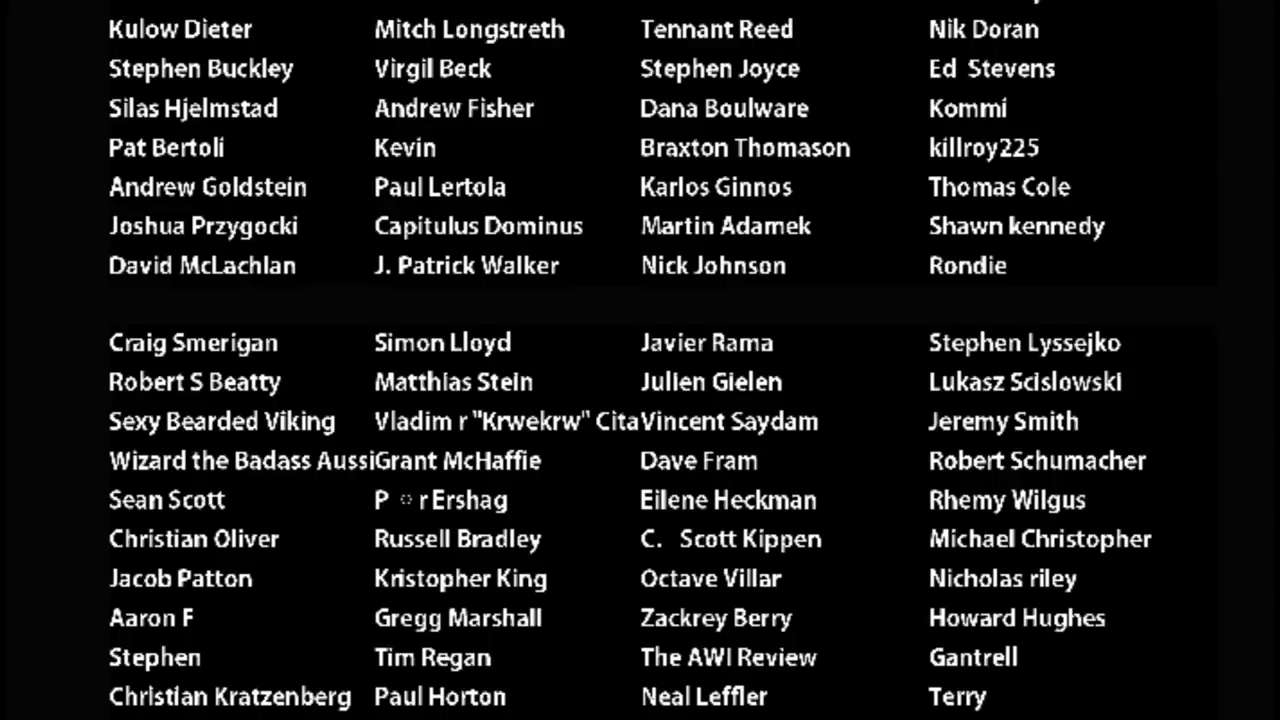 Kulow Dieter Mitch Longstreth Tennant Reed Nik Doran
Stephen Buckley Virgil Beck Stephen Joyce Ed Stevens
Silas Hjelmstad Andrew Fisher Dana Boulware Kommi
Pat Bertoli Kevin Braxton Thomason killroy225
Andrew Goldstein Paul Lertola Karlos Ginnos Thomas Cole
Joshua Przygocki Capitulus Dominus Martin Adamek Shawn kennedy
David McLachlan J. Patrick Walker Nick Johnson Rondie
Craig Smerigan Simon Lloyd Javier Rama Stephen Lyssejko
Robert S Beatty Matthias Stein Julien Gielen Lukasz Scislowski
Sexy Bearded Viking Vladim r "Krwekrw" Cita Vincent Saydam Jeremy Smith
Wizard the Badass Aussi Grant McHaffie Dave Fram Robert Schumacher
Sean Scott P r Ershag Eilene Heckman Rhemy Wilgus
Christian Oliver Russell Bradley C. Scott Kippen Michael Christopher
Jacob Patton Kristopher King Octave Villar Nicholas riley
Aaron F Gregg Marshall Zackrey Berry Howard Hughes
Stephen Tim Regan The AWI Review Gantrell
Christian Kratzenberg Paul Horton Neal Leffler Terry